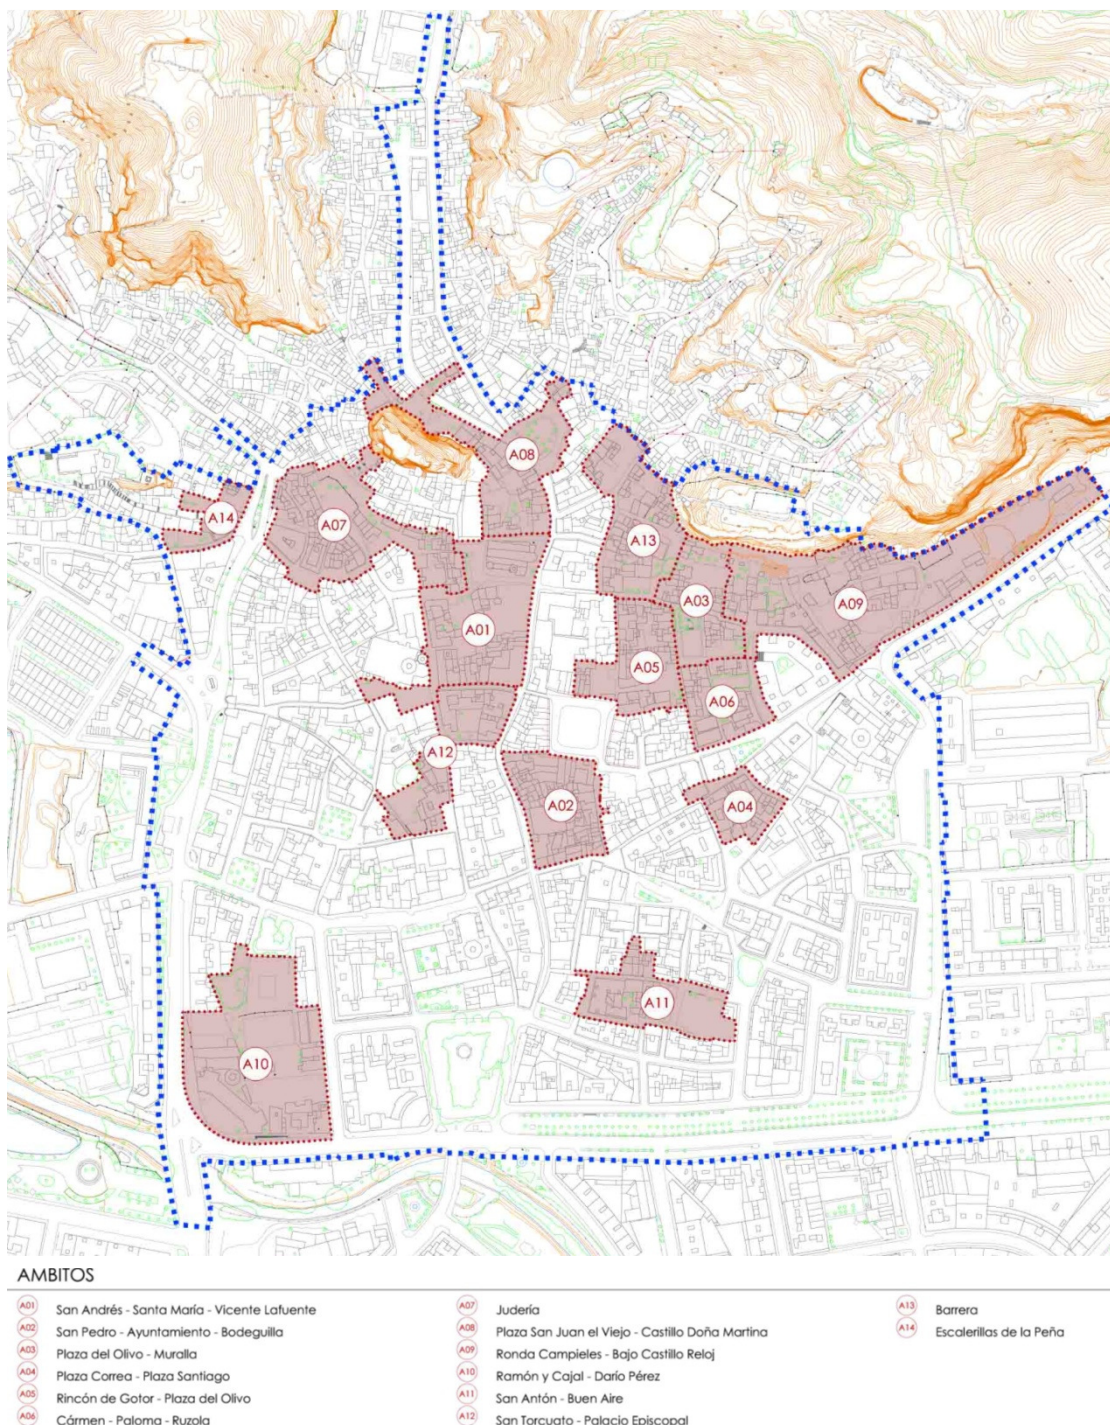 A08
A14
A07
A13
A03
A09
A01
A05
A06
A12
A02
A04
A11
A10
AMBITOS
A01 San Andrés - Santa María - Vicente Lafuente
A02 San Pedro - Ayuntamiento - Bodeguilla
A03 Plaza del Olivo - Muralla
A04 Plaza Correa - Plaza Santiago
A05 Rincón de Gotor - Plaza del Olivo
A06 Cármen - Paloma - Ruzola
A07 Judería
A08 Plaza San Juan el Viejo - Castillo Doña Martina
A09 Ronda Campieles - Bajo Castillo Reloj
A10 Ramón y Cajal - Darío Pérez
A11 San Antón - Buen Aire
A12 San Torcuato - Palacio Episcopal
A13 Barrera
A14 Escalerillas de la Peña